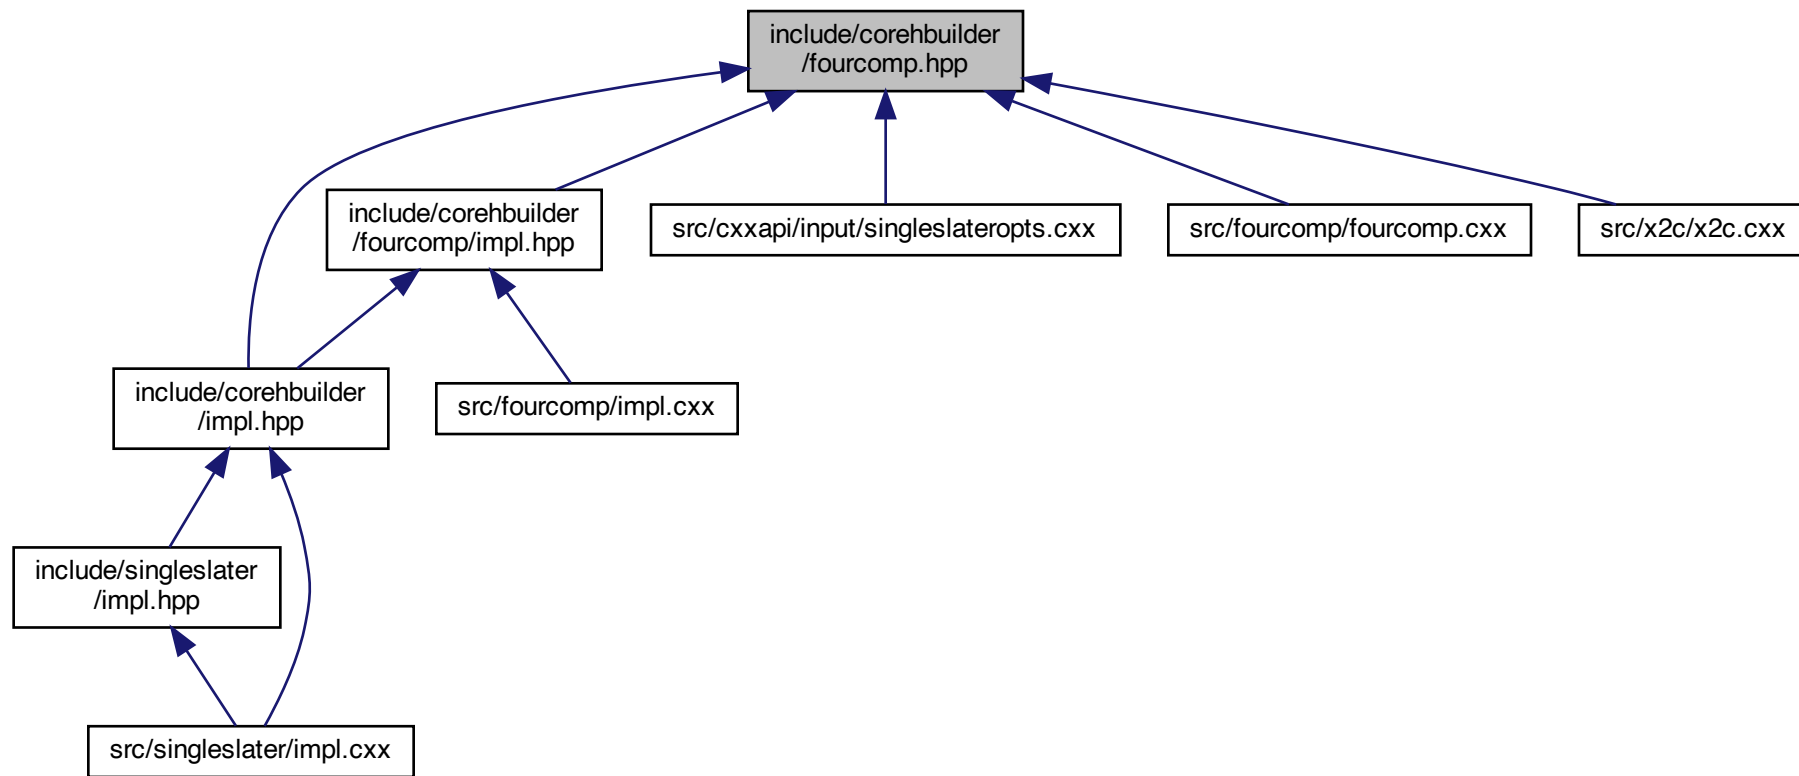 include/corehbuilder
/fourcomp.hpp
include/corehbuilder
/fourcomp/impl.hpp
src/cxxapi/input/singleslateropts.cxx
src/fourcomp/fourcomp.cxx
src/x2c/x2c.cxx
include/corehbuilder
/impl.hpp
src/fourcomp/impl.cxx
include/singleslater
/impl.hpp
src/singleslater/impl.cxx